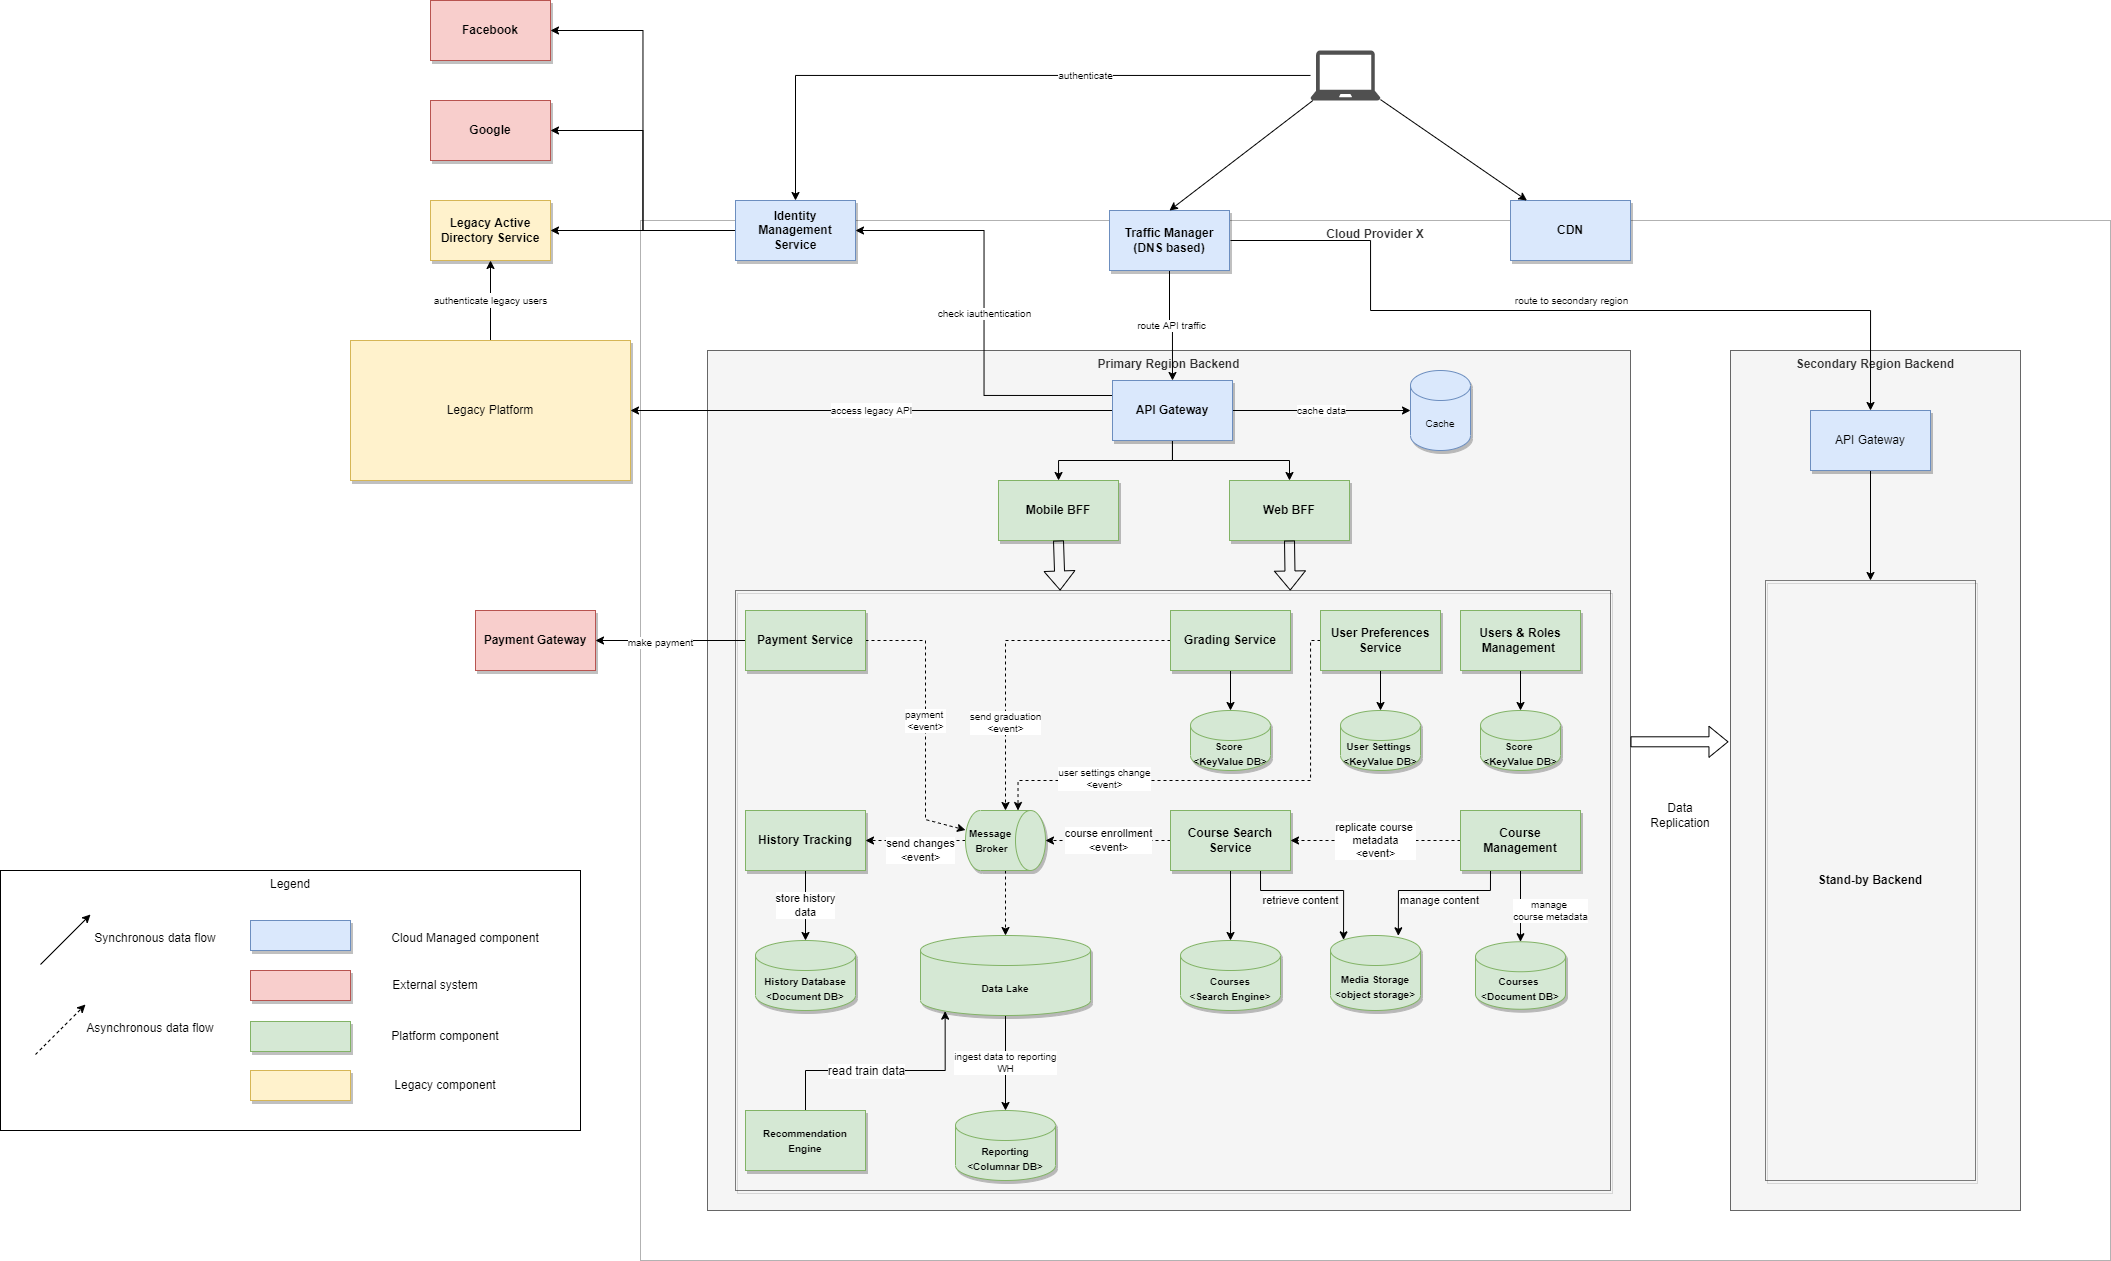 Facebook
authenticate
Google
Legacy Active
Directory Service
Identity
Management
Service
Traffic Manager
(DNS based)
Cloud Provider X
CDN
authenticate legacy users
check iauthentication
route API traffic
route to secondary region
Primary Region Backend
Secondary Region Backend
Legacy Platform
access legacy API
API Gateway
cache data
Cache
API Gateway
Mobile BFF
Web BFF
Payment Gateway
make payment
Payment Service
Grading Service
User Preferences
Service
Users & Roles
Management
payment
<event>
send graduation
<event>
Score
<KeyValue DB>
User Settings
<KeyValue DB>
Score
<KeyValue DB>
user settings change
<event>
Data
Replication
History Tracking
send changes
<event>
Message
Broker
course enrollment
<event>
Course Search
Service
replicate course
metadata
<event>
Course
Management
Stand-by Backend
store history
data
retrieve content
manage content
manage
course metadata
History Database
<Document DB>
Data Lake
Courses
<Search Engine>
Media Storage
<object storage>
Courses
<Document DB>
read train data
ingest data to reporting
WH
Recommendation
Engine
Reporting
<Columnar DB>
Legend
Synchronous data flow
Cloud Managed component
External system
Asynchronous data flow
Platform component
Legacy component